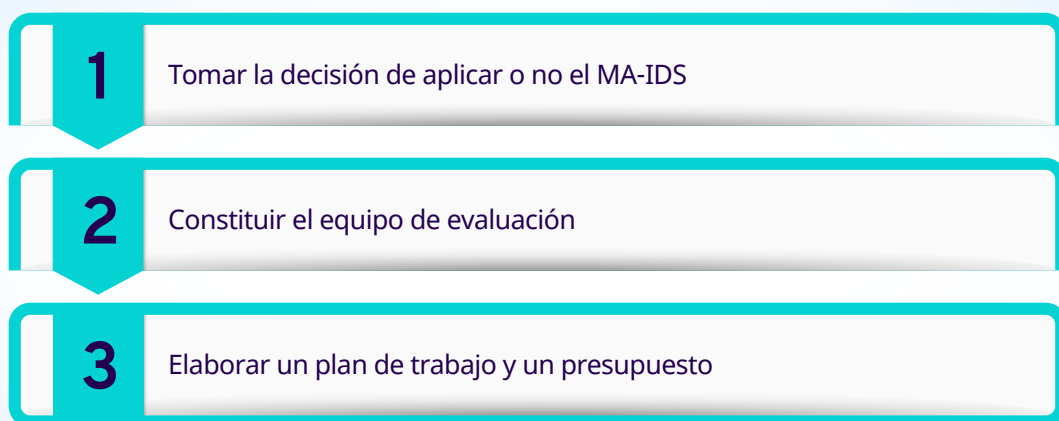 1
Tomar la decisión de aplicar o no el MA-IDS
2
Constituir el equipo de evaluación
3
Elaborar un plan de trabajo y un presupuesto